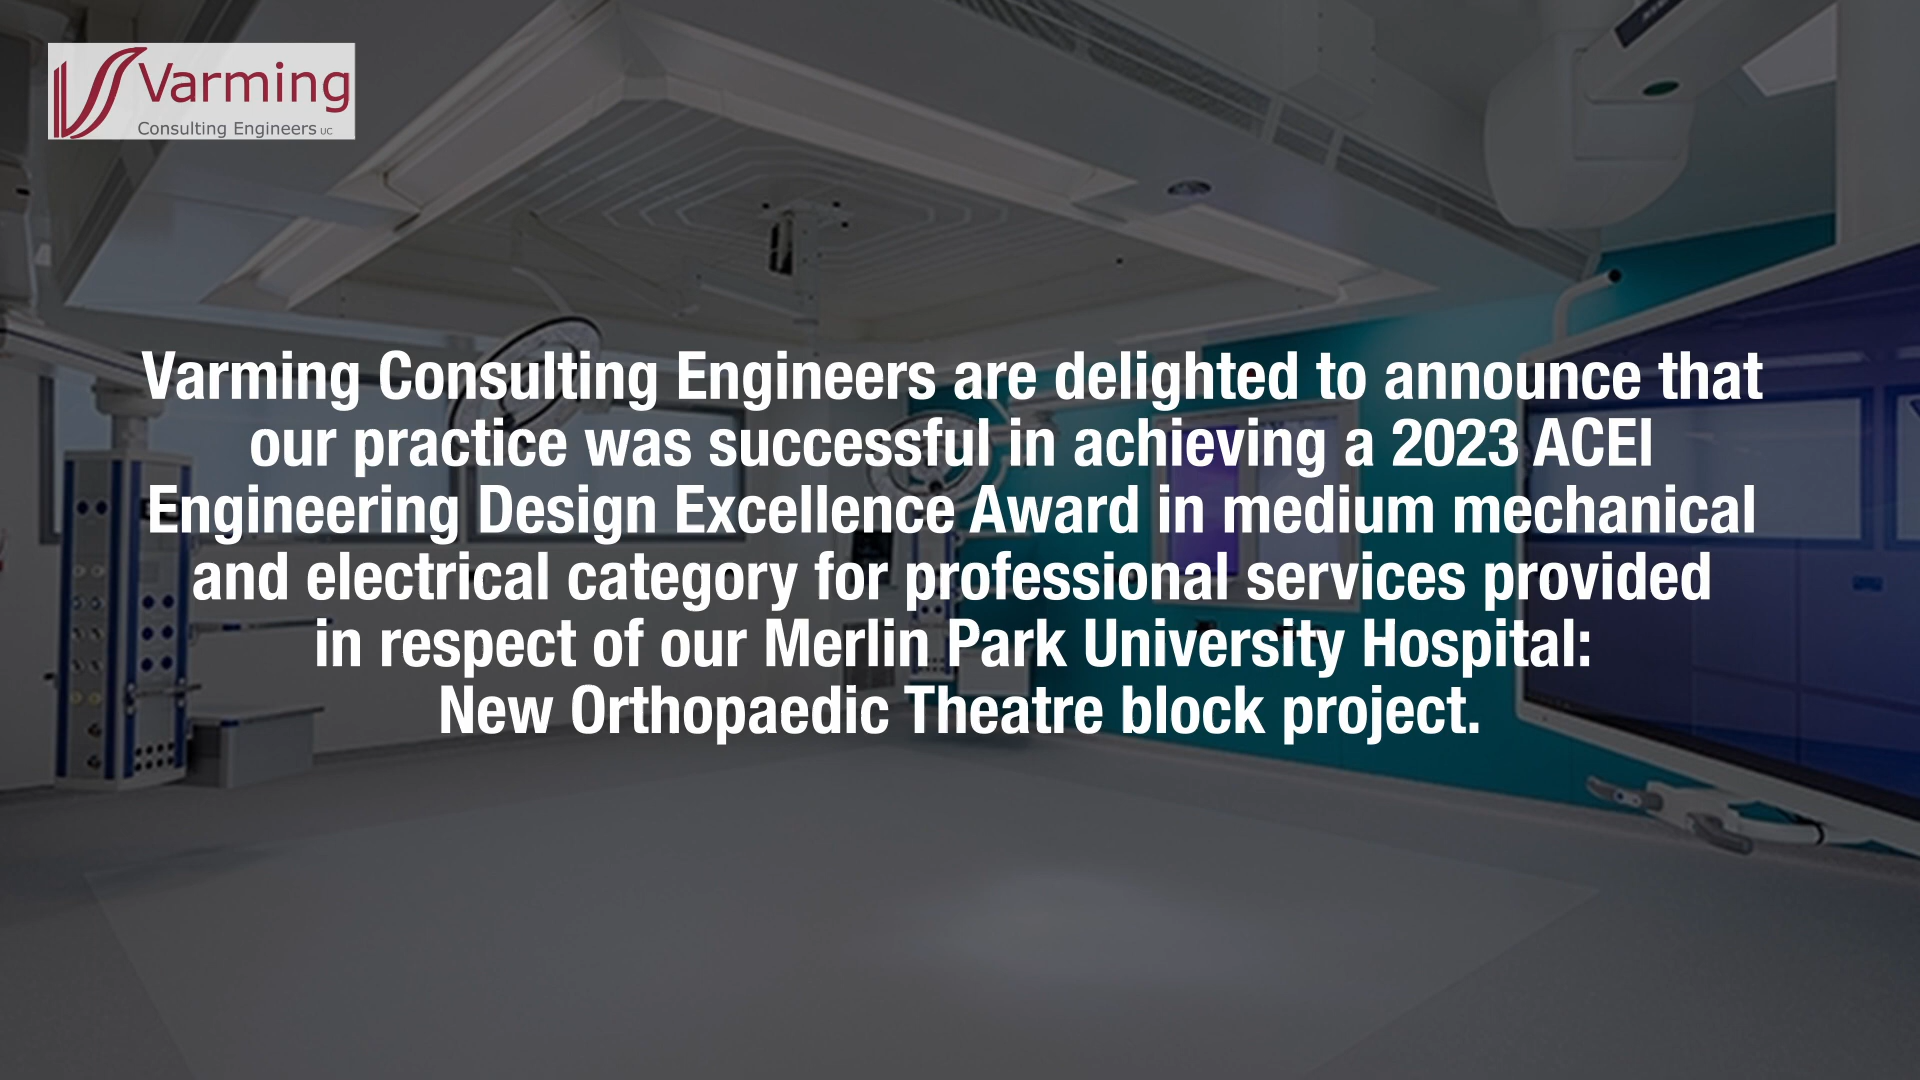 Varming
Consulting Engineers UC
Varming Consulting Engineers are delighted to announce that
our practice was successful in achieving a 2023 ACEI
Engineering Design Excellence Award in medium mechanical
and electrical category for professional services provided
in respect of our Merlin Park University Hospital:
New Orthopaedic Theatre block project.